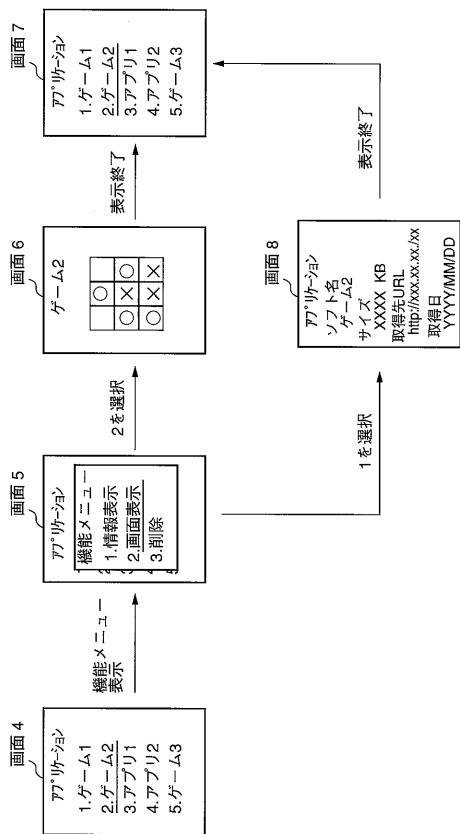 画面4
アプリケーション
1.ゲーム1
2.ゲーム2
3.アプリ1
4.アプリ2
5.ゲーム3
機能メニュー
表示
画面5
アプリケーション
機能メニュー
1.情報表示
2.画面表示
3.削除
2を選択
1を選択
画面6
ゲーム2
表示終了
画面7
アプリケーション
1.ゲーム1
2.ゲーム2
3.アプリ1
4.アプリ2
5.ゲーム3
画面8
アプリケーション
ソフト名
ゲーム2
サイズ
XXXX KB
取得先URL
http://xxx.xx.xx./xx
取得日
YYYY/MM/DD
表示終了